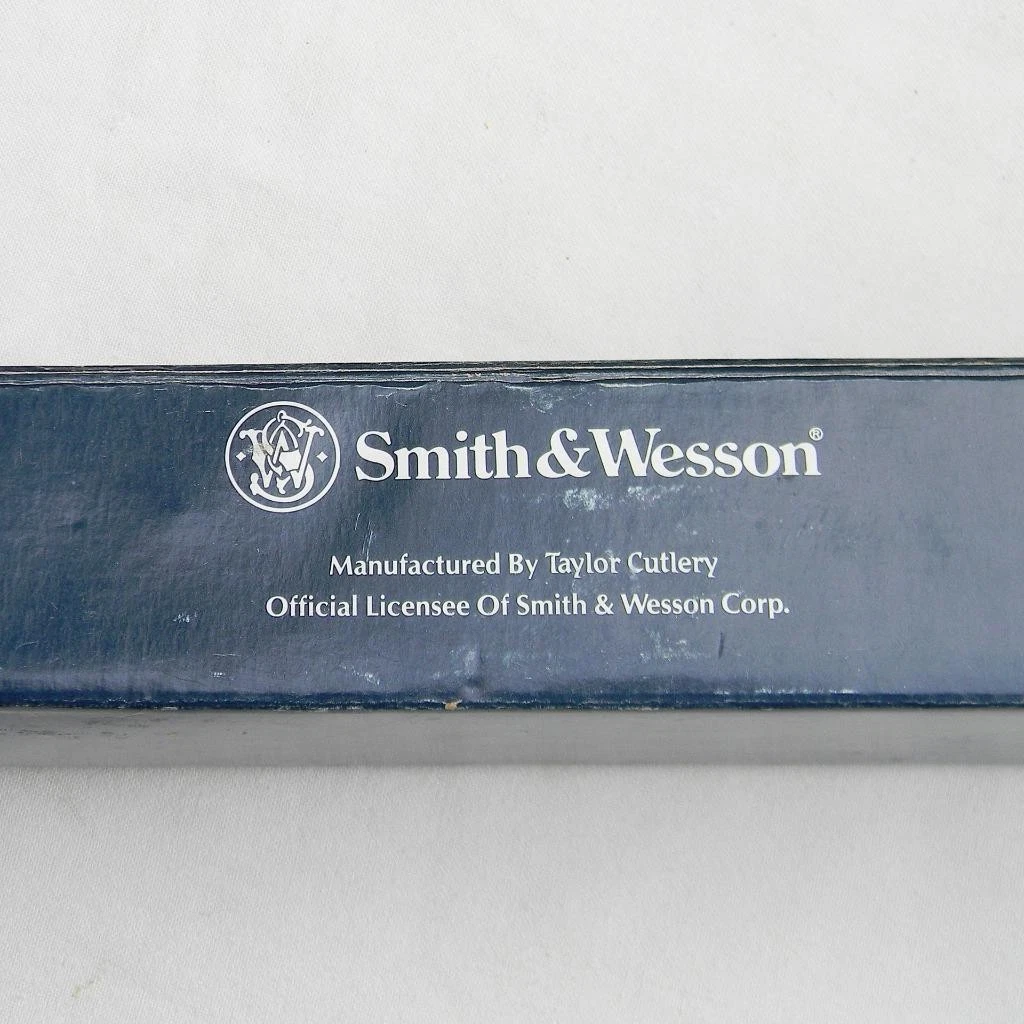 Smith & Wesson®
Manufactured By Taylor Cutlery
Official Licensee Of Smith & Wesson Corp.